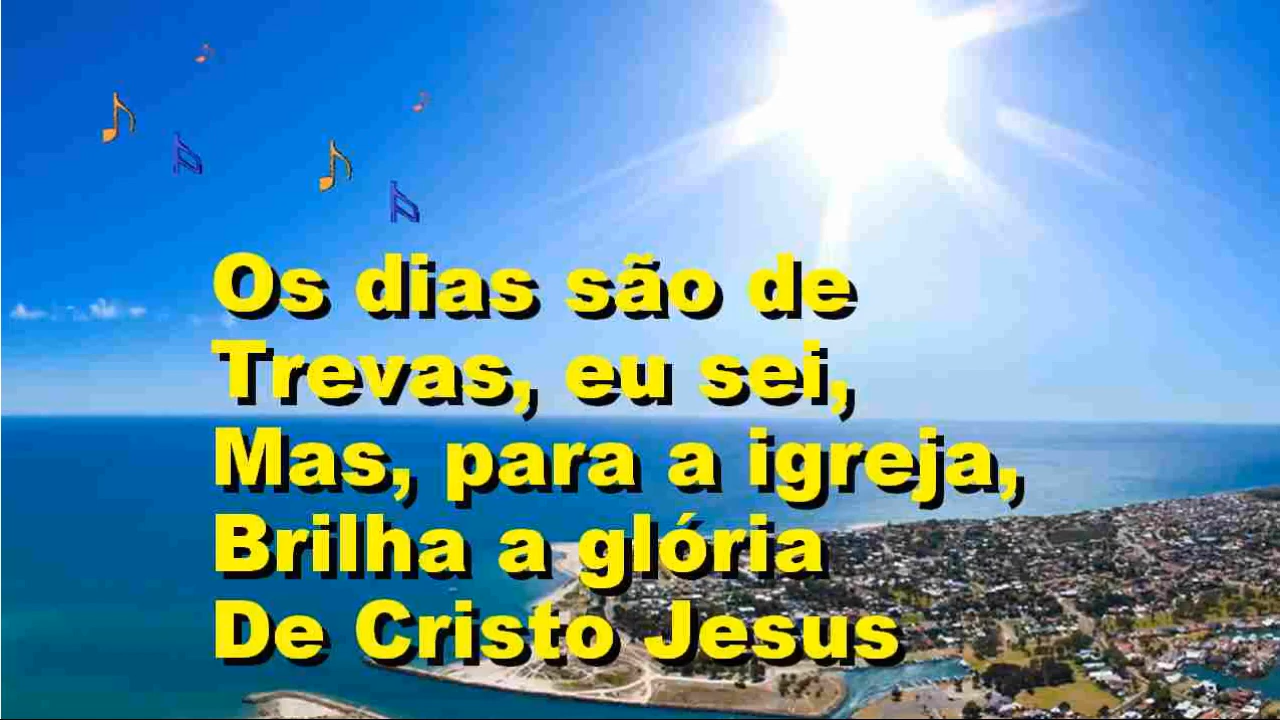 Os dias são de
Trevas, eu sei,
Mas, para a igreja,
Brilha a glória
De Cristo Jesus